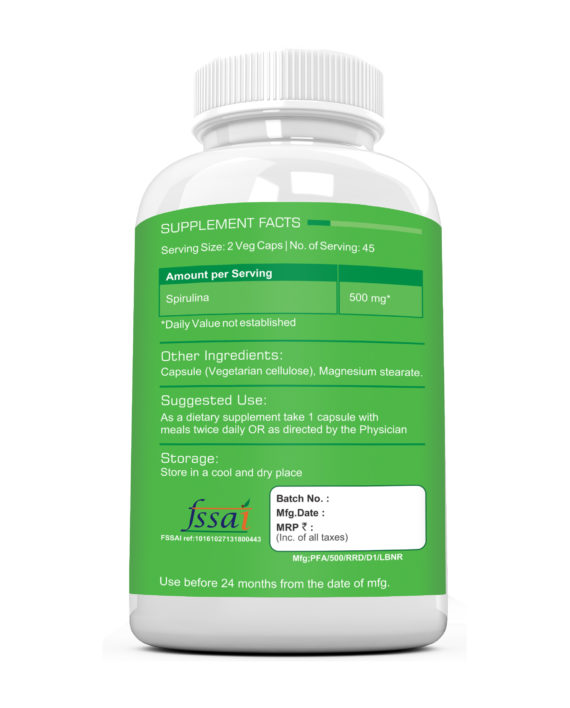 SUPPLEMENT FACTS
Serving Size: 2 Veg Caps | No. of Serving: 45
Amount per Serving
Spirulina 500 mg*
*Daily Value not established
Other Ingredients:
Capsule (Vegetarian cellulose), Magnesium stearate.
Suggested Use:
As a dietary supplement take 1 capsule with
meals twice daily OR as directed by the Physician
Storage:
Store in a cool and dry place
fssai
FSSAI ref:10161027131800443
Batch No. :
Mfg.Date :
MRP ₹ :
(Inc. of all taxes)
Mfg;PFA/500/RRD/D1/LBNR
Use before 24 months from the date of mfg.